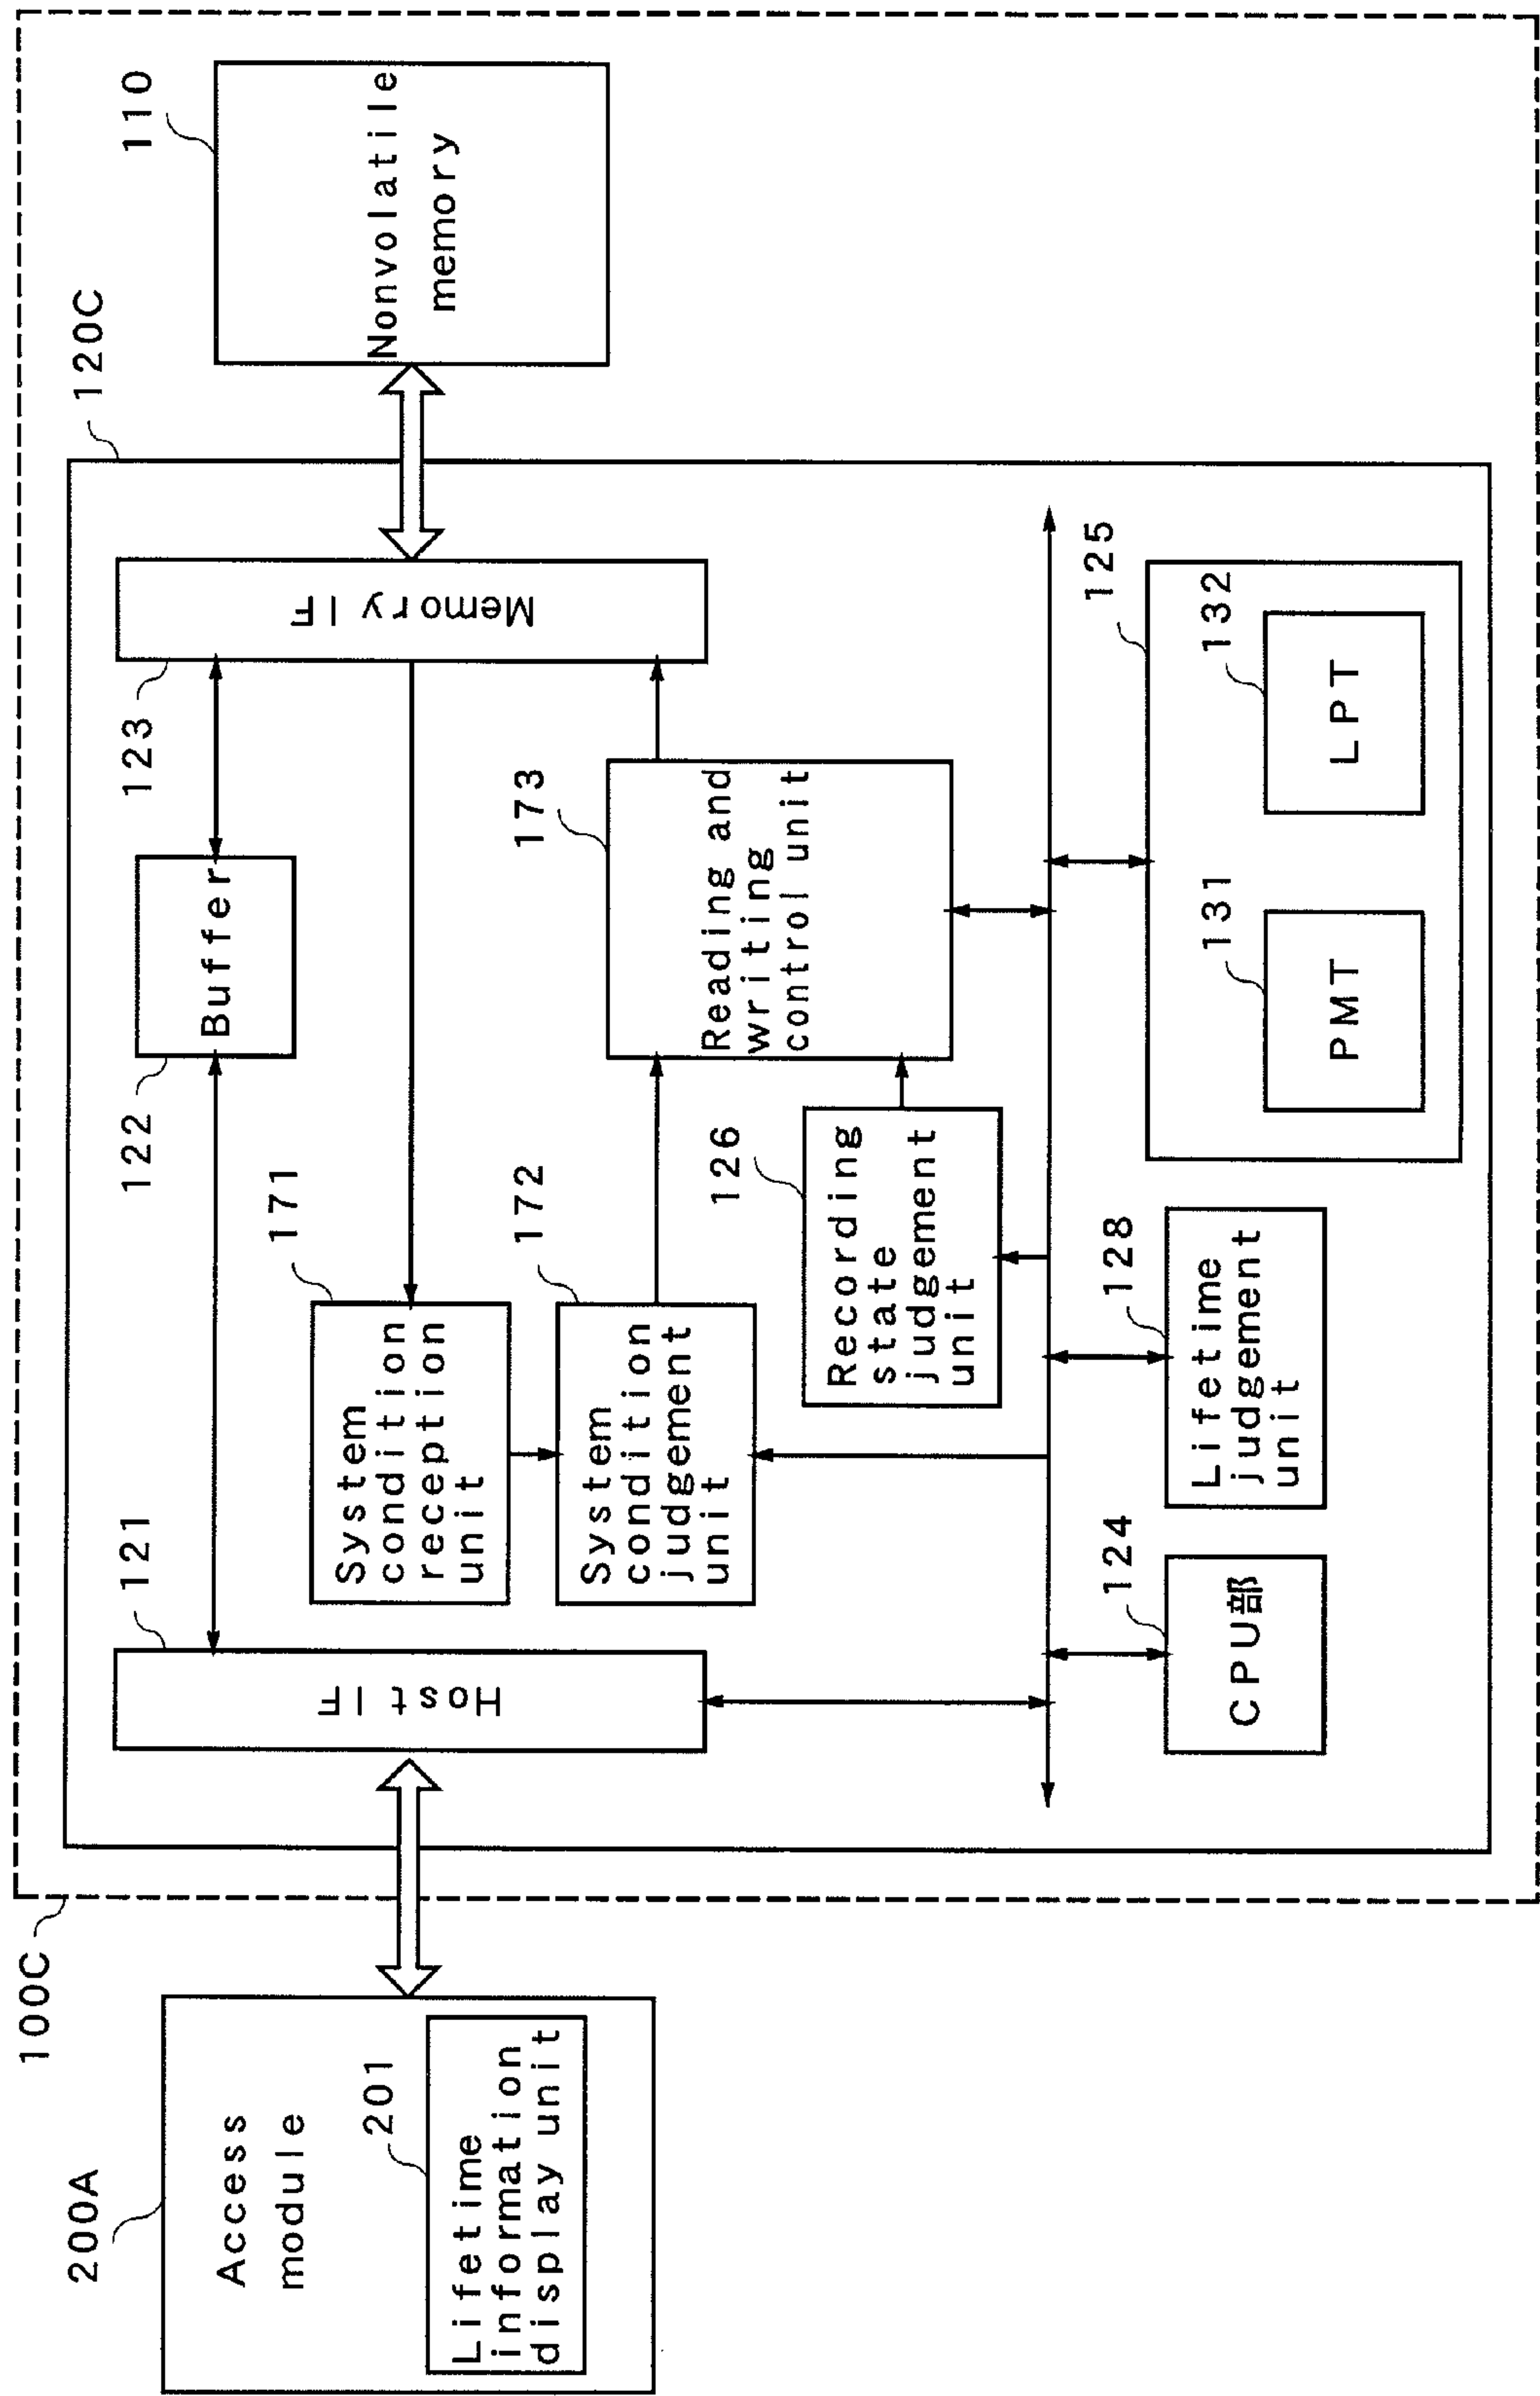 200A
Access
module
201
Lifetime
information
display unit
100C
120C
121
Host IF
122
Buffer
123
Memory IF
110
Nonvolatile
memory
171
System
condition
reception
unit
172
System
condition
judgement
unit
173
Reading and
writing
control unit
126
Recording
state
judgement
unit
124
CPU部
128
Lifetime
judgement
unit
125
131
PMT
132
LPT